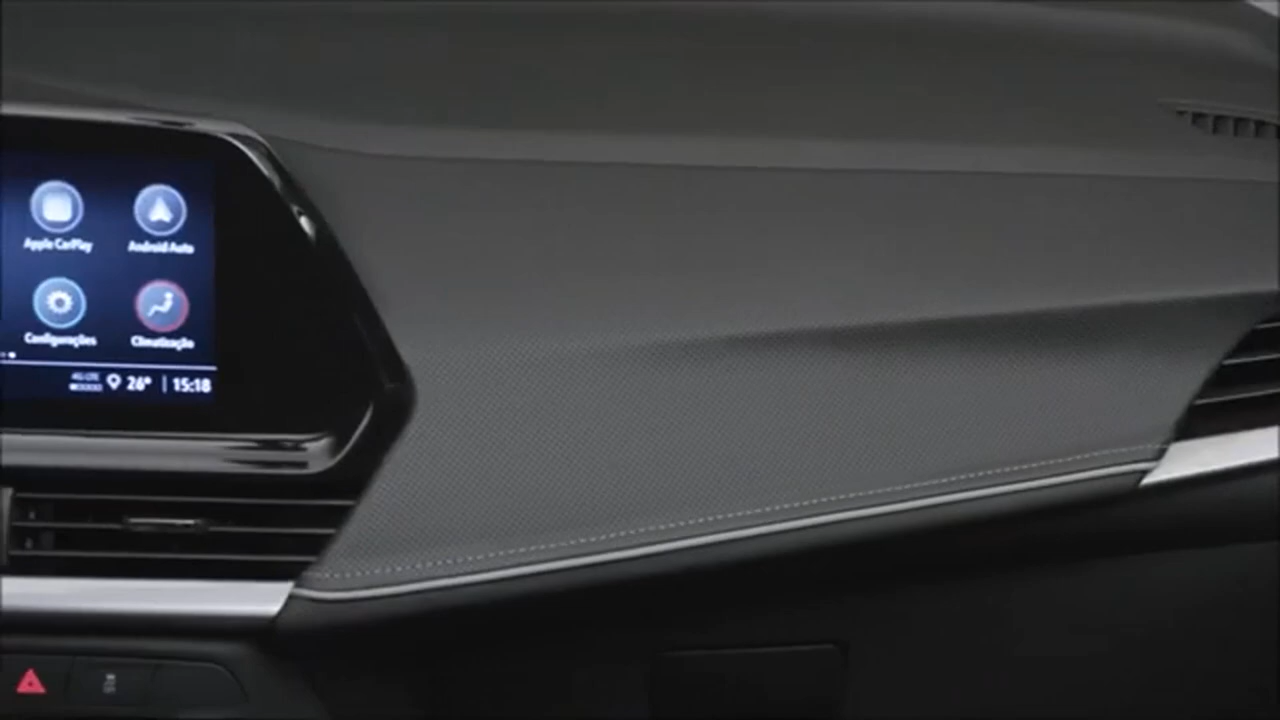 Apple CarPlay
Android Auto
Configurações
Climatização
4G LTE
26°
15:18